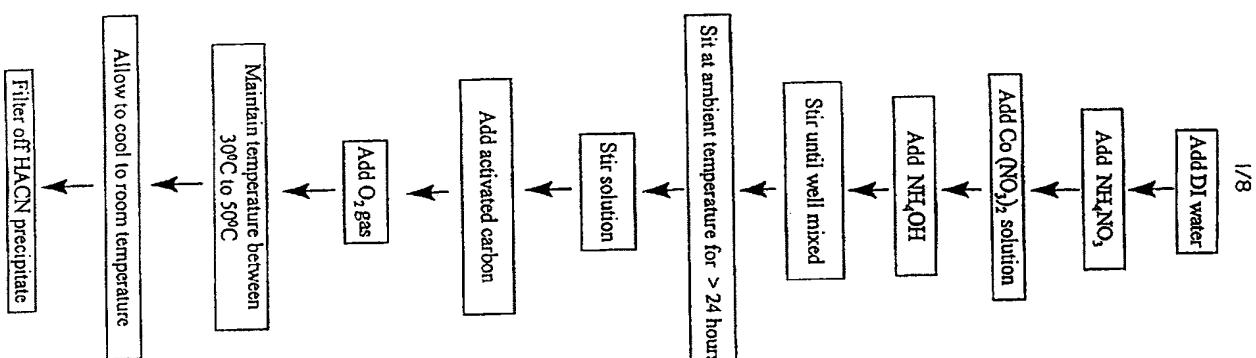 1/8
Add DI water
Add NH₄NO₃
Add Co (NO₃)₂ solution
Add NH₄OH
Stir until well mixed
Sit at ambient temperature for > 24 hours
Stir solution
Add activated carbon
Add O₂ gas
Maintain temperature between
30⁰C to 50⁰C
Allow to cool to room temperature
Filter off HACN precipitate